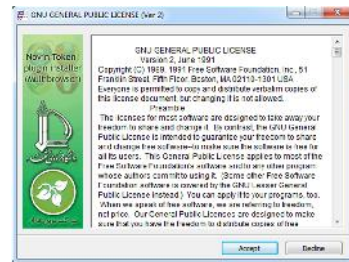 GNU GENERAL PUBLIC LICENSE (Ver 2)
Novin Token
plugin installer
(with browser)
GNU GENERAL PUBLIC LICENSE
Version 2, June 1991
Copyright (C) 1989, 1991 Free Software Foundation, Inc., 51
Franklin Street, Fifth Floor, Boston, MA 02110-1301 USA
Everyone is permitted to copy and distribute verbatim copies of
this license document, but changing it is not allowed.
Preamble
The licenses for most software are designed to take away your
freedom to share and change it. By contrast, the GNU General
Public License is intended to guarantee your freedom to share
and change free software--to make sure the software is free for
all its users. This General Public License applies to most of the
Free Software Foundation's software and to any other program
whose authors commit to using it. (Some other Free Software
Foundation software is covered by the GNU Lesser General
Public License instead.) You can apply it to your programs, too.
When we speak of free software, we are referring to freedom,
not price. Our General Public Licenses are designed to make
sure that you have the freedom to distribute copies of free
Accept
Decline